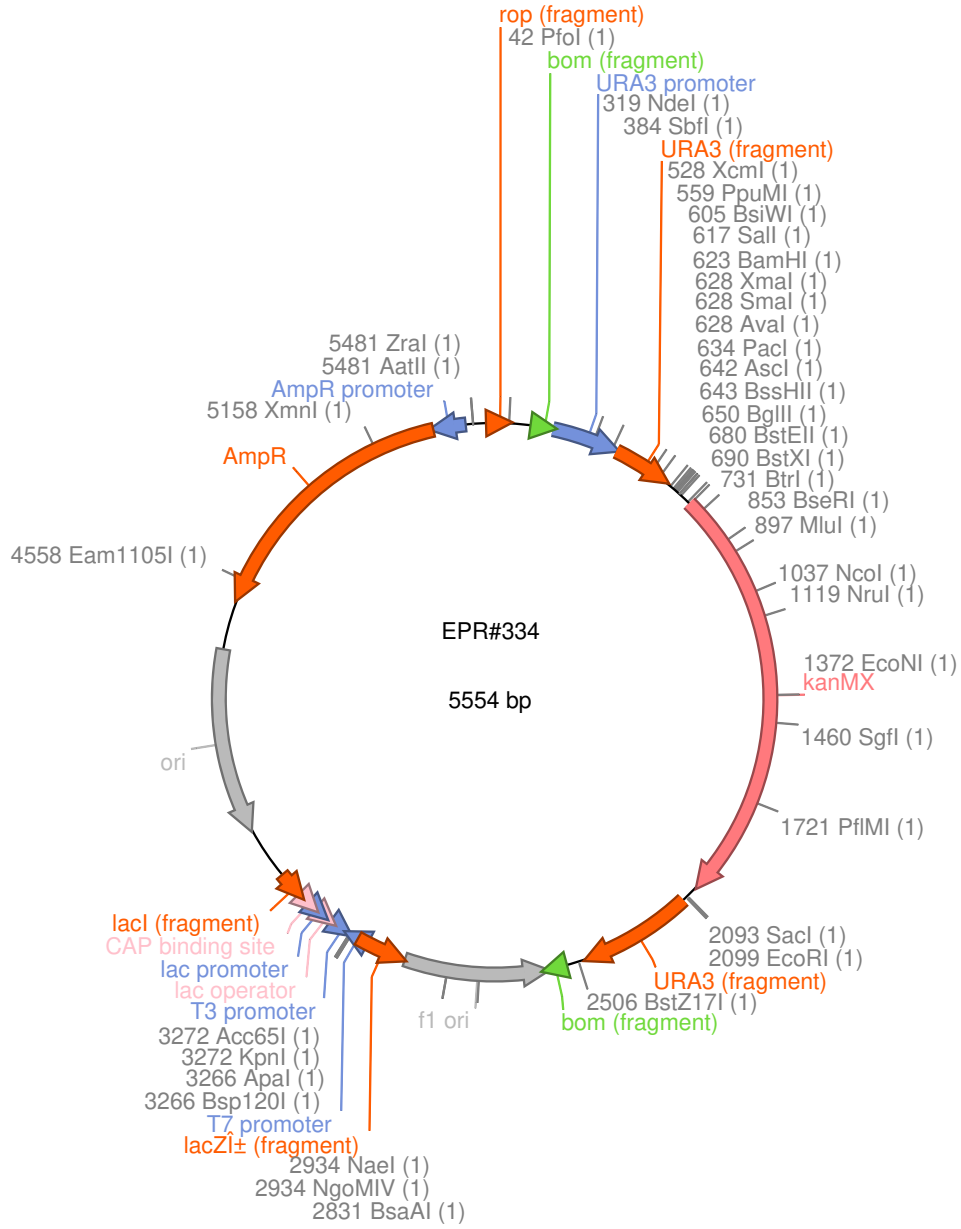 rop (fragment)
42 PfoI (1)
bom (fragment)
URA3 promoter
319 NdeI (1)
384 SbfI (1)
URA3 (fragment)
528 XcmI (1)
559 PpuMI (1)
605 BsiWI (1)
617 SalI (1)
623 BamHI (1)
628 XmaI (1)
628 SmaI (1)
628 AvaI (1)
634 PacI (1)
642 AscI (1)
643 BssHII (1)
650 BglII (1)
680 BstEII (1)
690 BstXI (1)
731 BtrI (1)
853 BseRI (1)
897 MluI (1)
1037 NcoI (1)
1119 NruI (1)
1372 EcoNI (1)
kanMX
1460 SgfI (1)
1721 PflMI (1)
2093 SacI (1)
2099 EcoRI (1)
URA3 (fragment)
2506 BstZ17I (1)
bom (fragment)
f1 ori
2831 BsaAI (1)
2934 NgoMIV (1)
2934 NaeI (1)
lacZÎ± (fragment)
T7 promoter
3266 Bsp120I (1)
3266 ApaI (1)
3272 KpnI (1)
3272 Acc65I (1)
T3 promoter
lac operator
lac promoter
CAP binding site
lacI (fragment)
ori
4558 Eam1105I (1)
AmpR
5158 XmnI (1)
AmpR promoter
5481 AatII (1)
5481 ZraI (1)
EPR#334
5554 bp